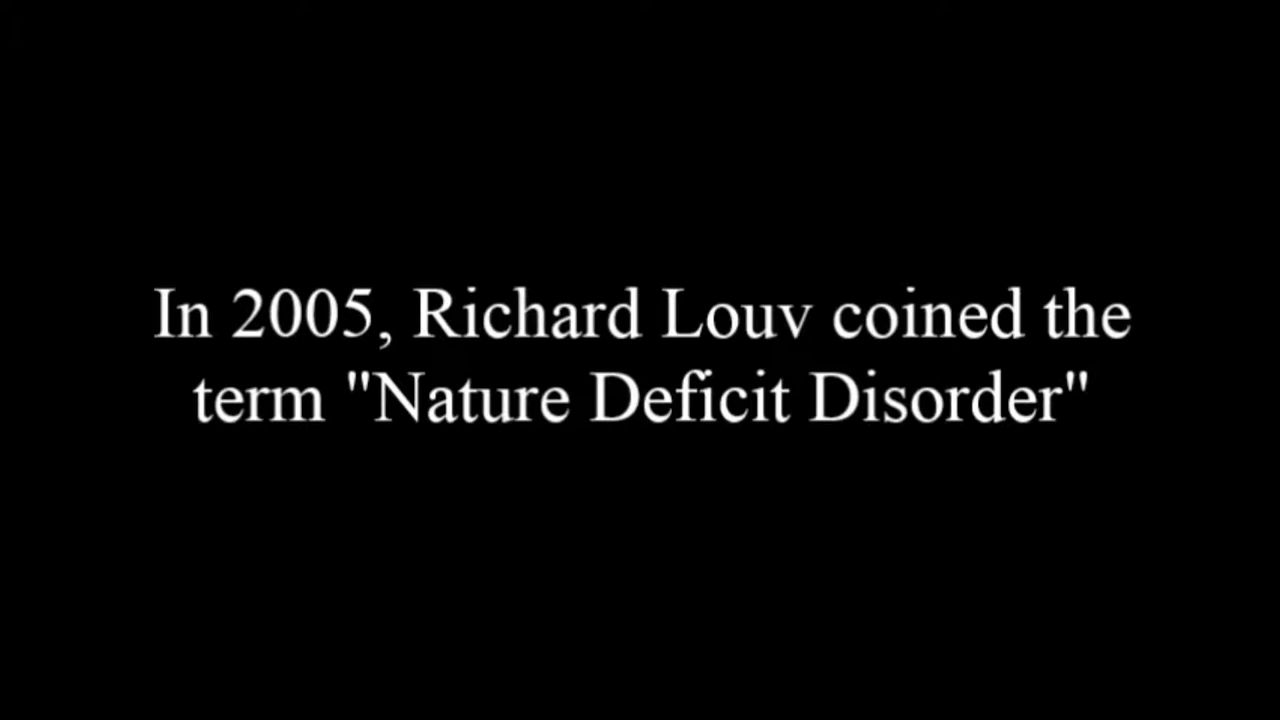 In 2005, Richard Louv coined the
term "Nature Deficit Disorder"